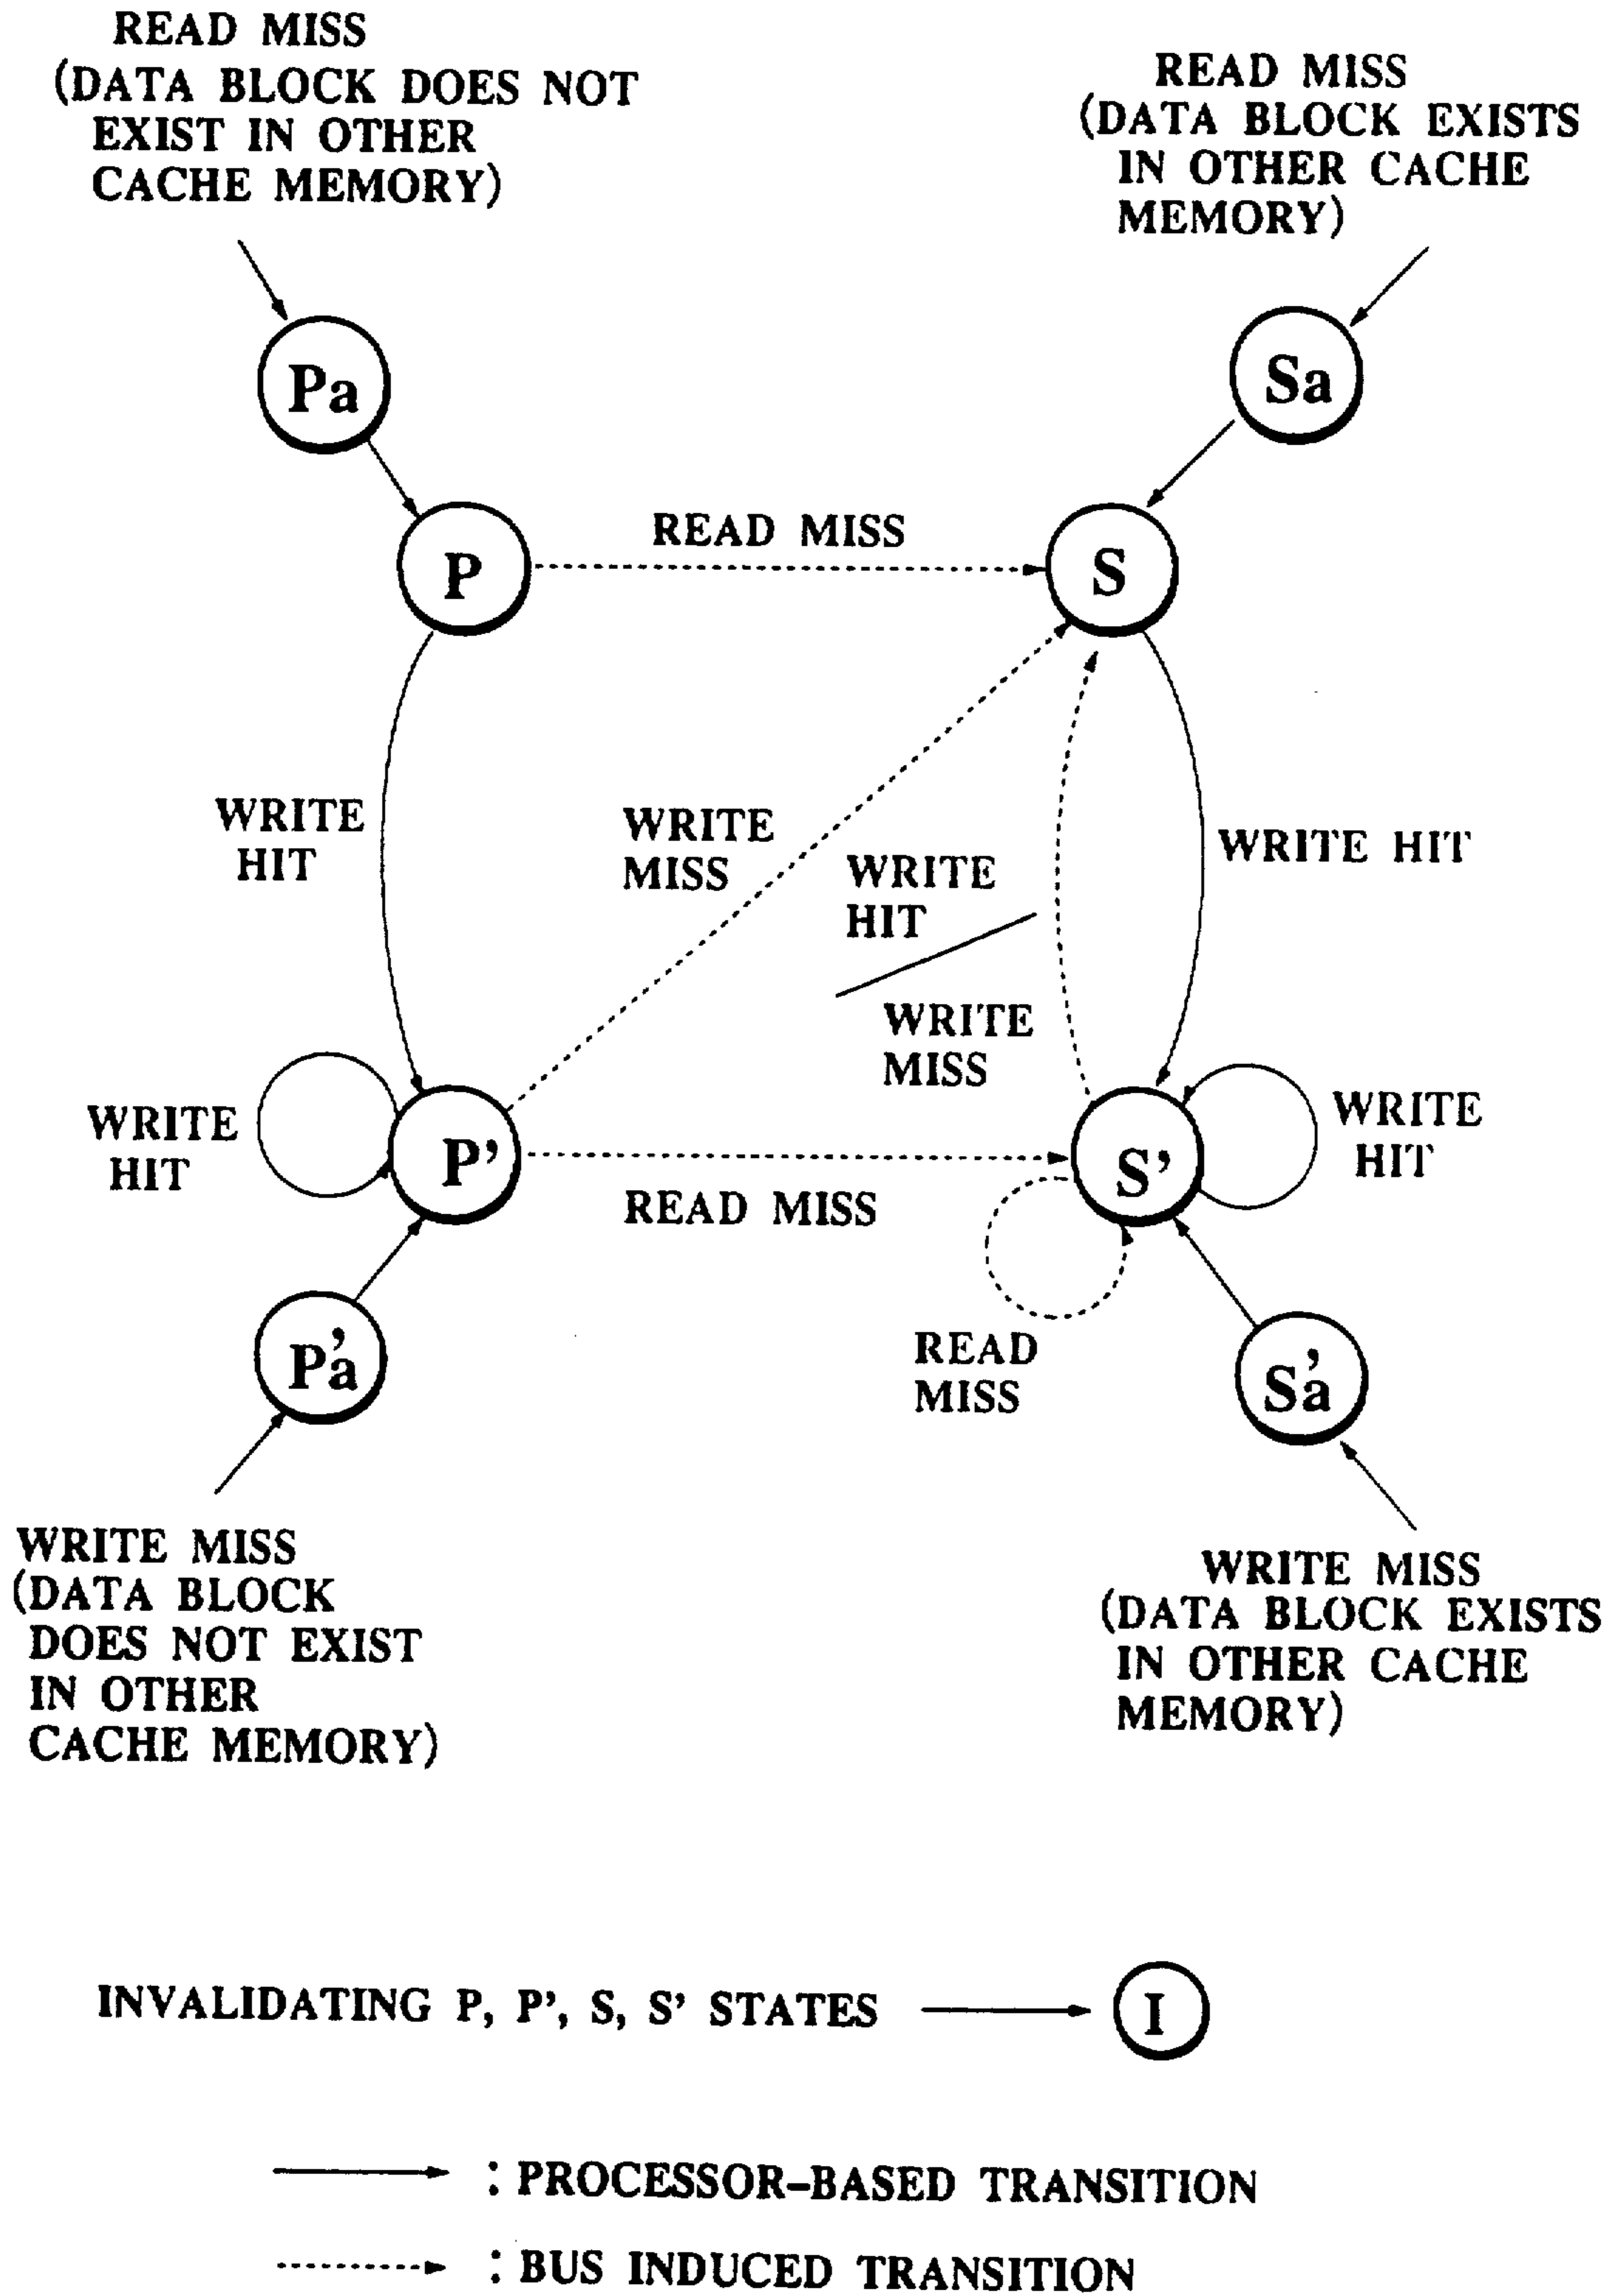 READ MISS
(DATA BLOCK DOES NOT
EXIST IN OTHER
CACHE MEMORY)
READ MISS
(DATA BLOCK EXISTS
IN OTHER CACHE
MEMORY)
Pa
Sa
P
READ MISS
S
WRITE
HIT
WRITE
MISS
WRITE
HIT
WRITE
MISS
WRITE HIT
WRITE
HIT
P'
READ MISS
S'
WRITE
HIT
READ
MISS
Pa'
Sa'
WRITE MISS
(DATA BLOCK
DOES NOT EXIST
IN OTHER
CACHE MEMORY)
WRITE MISS
(DATA BLOCK EXISTS
IN OTHER CACHE
MEMORY)
INVALIDATING P, P', S, S' STATES
I
: PROCESSOR-BASED TRANSITION
: BUS INDUCED TRANSITION